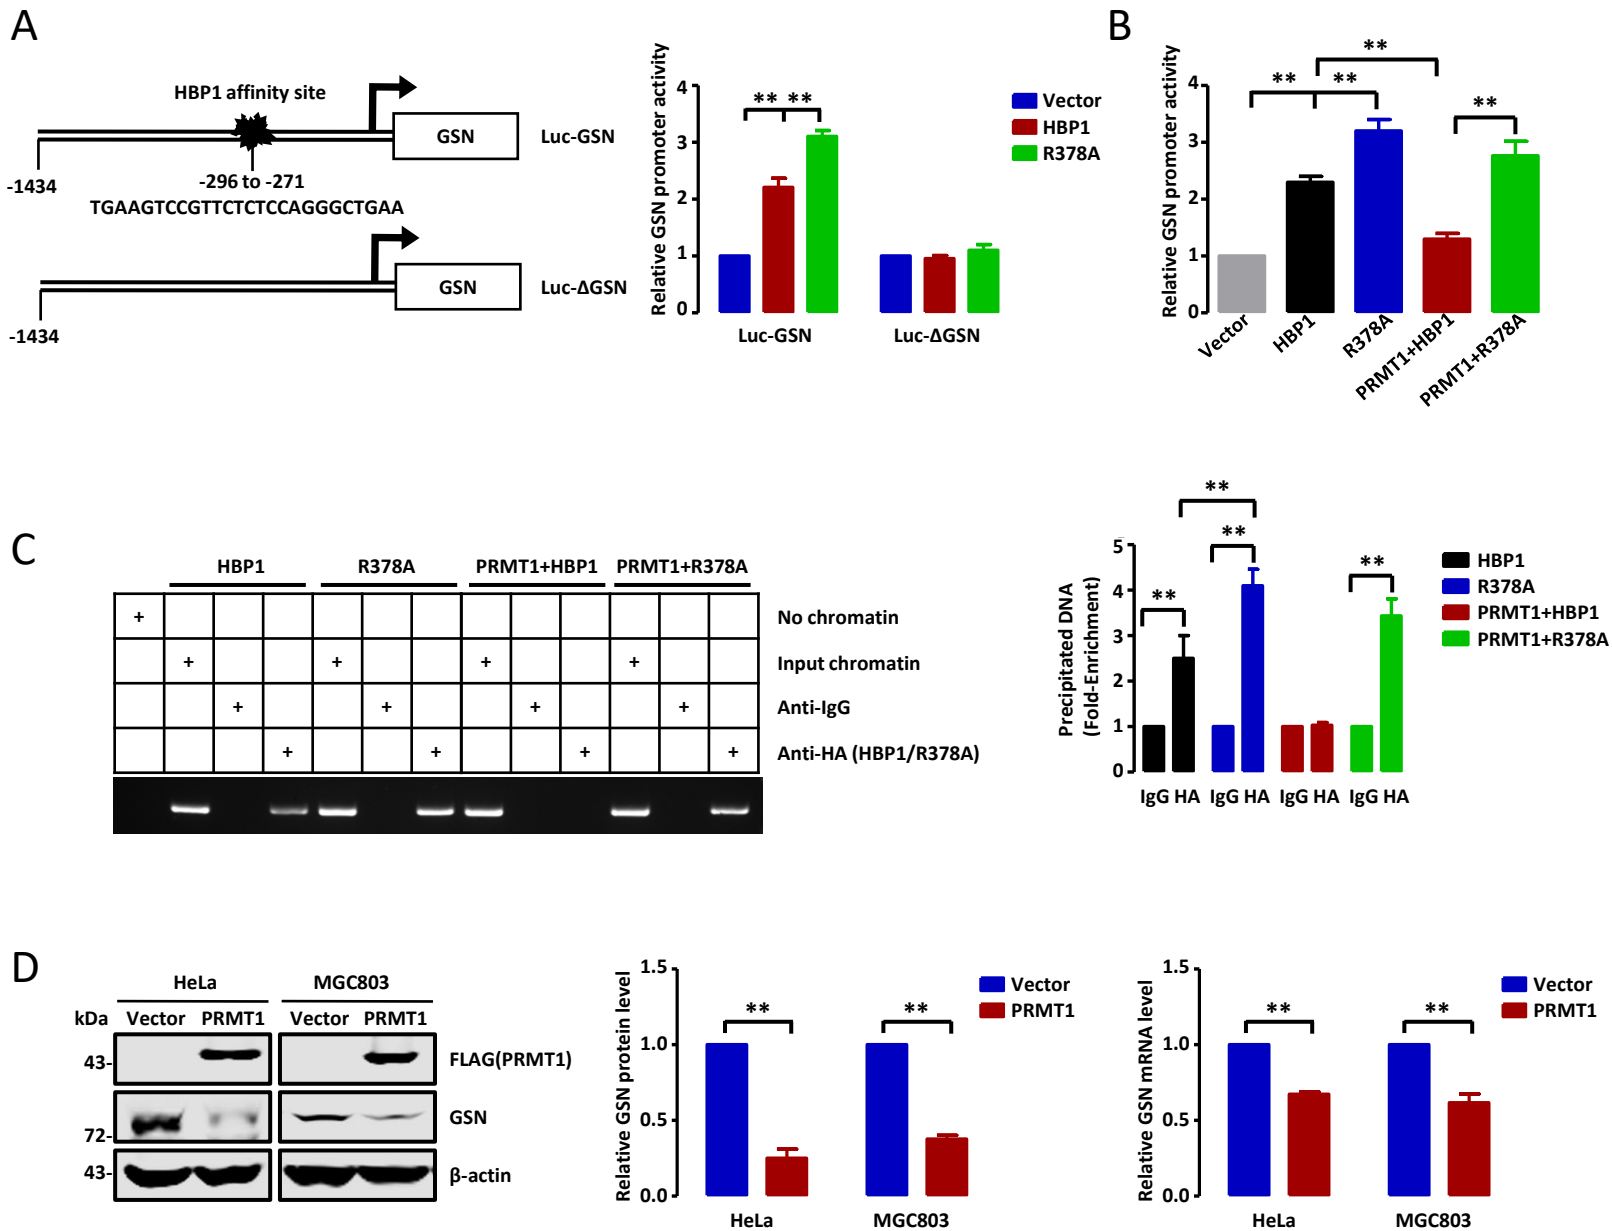 A
HBP1 affinity site
GSN
Luc-GSN
-1434
-296 to -271
TGAAGTCCGTTCTCTCCAGGGCTGAA
GSN
Luc-ΔGSN
-1434
Relative GSN promoter activity
4
3
2
1
0
** **
Luc-GSN
Luc-ΔGSN
Vector
HBP1
R378A
B
Relative GSN promoter activity
4
3
2
1
0
**
** **
**
Vector
HBP1
R378A
PRMT1+HBP1
PRMT1+R378A
C
HBP1 R378A PRMT1+HBP1 PRMT1+R378A
+ No chromatin
+ + + + Input chromatin
+ + + + Anti-IgG
+ + + + Anti-HA (HBP1/R378A)
Precipitated DNA
(Fold-Enrichment)
5
4
3
2
1
0
**
**
**
**
IgG HA IgG HA IgG HA IgG HA
HBP1
R378A
PRMT1+HBP1
PRMT1+R378A
D
HeLa MGC803
kDa Vector PRMT1 Vector PRMT1
43- FLAG(PRMT1)
GSN
72-
43- β-actin
Relative GSN protein level
1.5
1.0
0.5
0.0
** **
HeLa MGC803
Vector
PRMT1
Relative GSN mRNA level
1.5
1.0
0.5
0.0
** **
HeLa MGC803
Vector
PRMT1